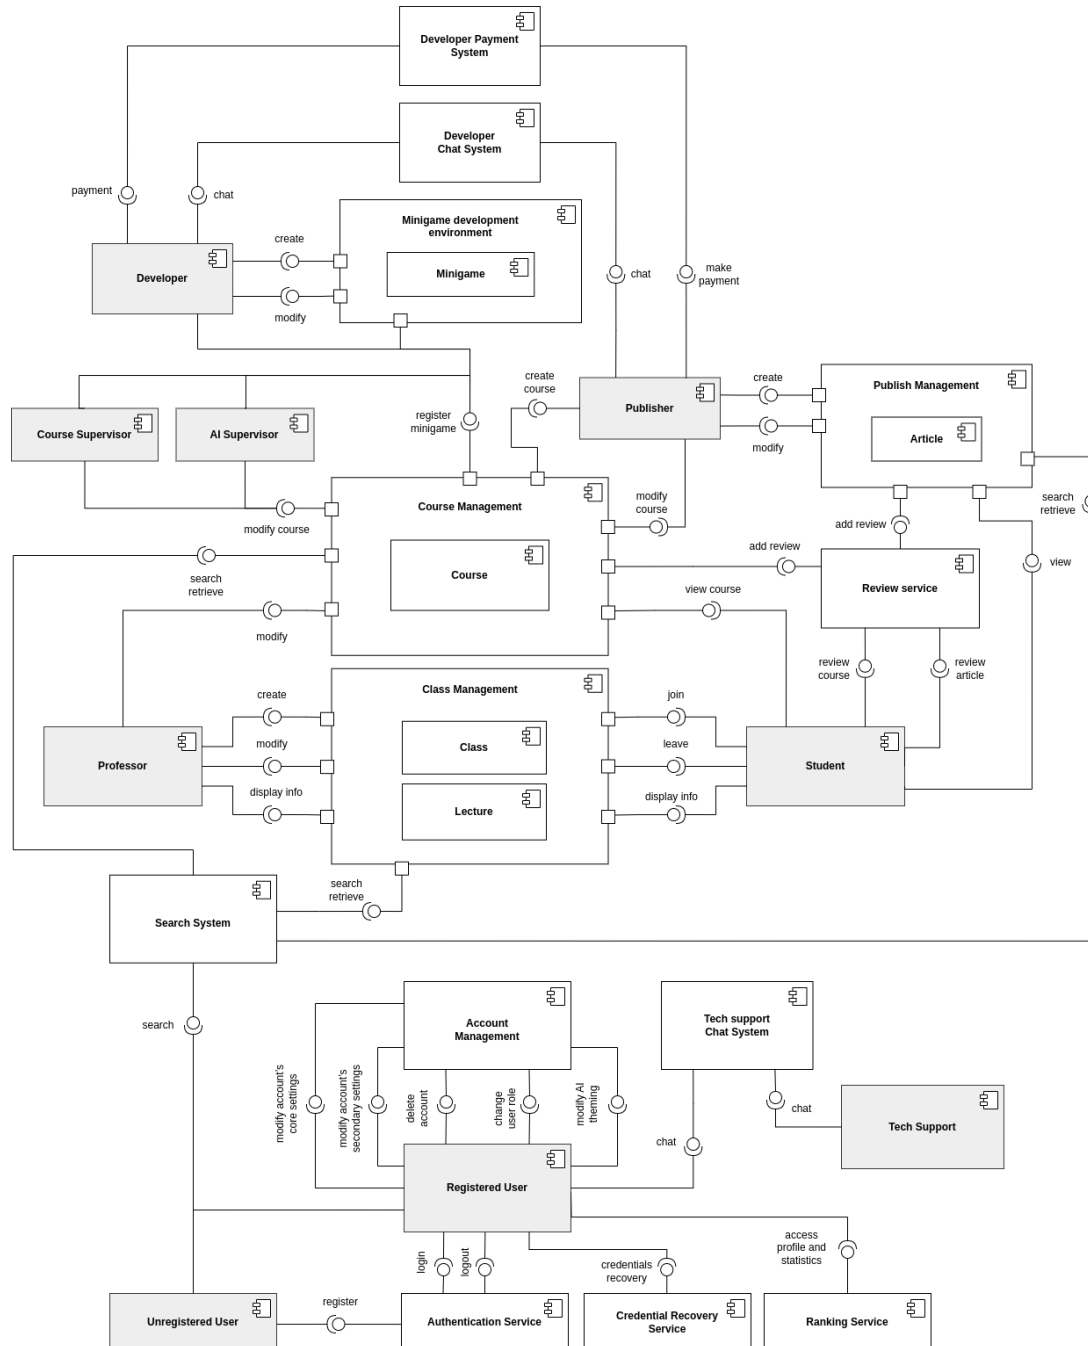 Developer Payment
System
Developer
Chat System
payment
chat
Minigame development
environment
Minigame
create
modify
Developer
chat
make
payment
create
course
Publisher
create
modify
Publish Management
Article
search
retrieve
Course Supervisor
AI Supervisor
register
minigame
modify course
Course Management
Course
modify
course
add review
add review
view
Review service
search
retrieve
view course
modify
review
course
review
article
Class Management
Class
Lecture
create
modify
display info
Professor
join
leave
display info
Student
search
retrieve
Search System
search
Account
Management
Tech support
Chat System
modify account's
core settings
modify account's
secondary settings
delete
account
change
user role
modify AI
theming
chat
chat
Tech Support
Registered User
login
logout
credentials
recovery
access
profile and
statistics
Unregistered User
register
Authentication Service
Credential Recovery
Service
Ranking Service